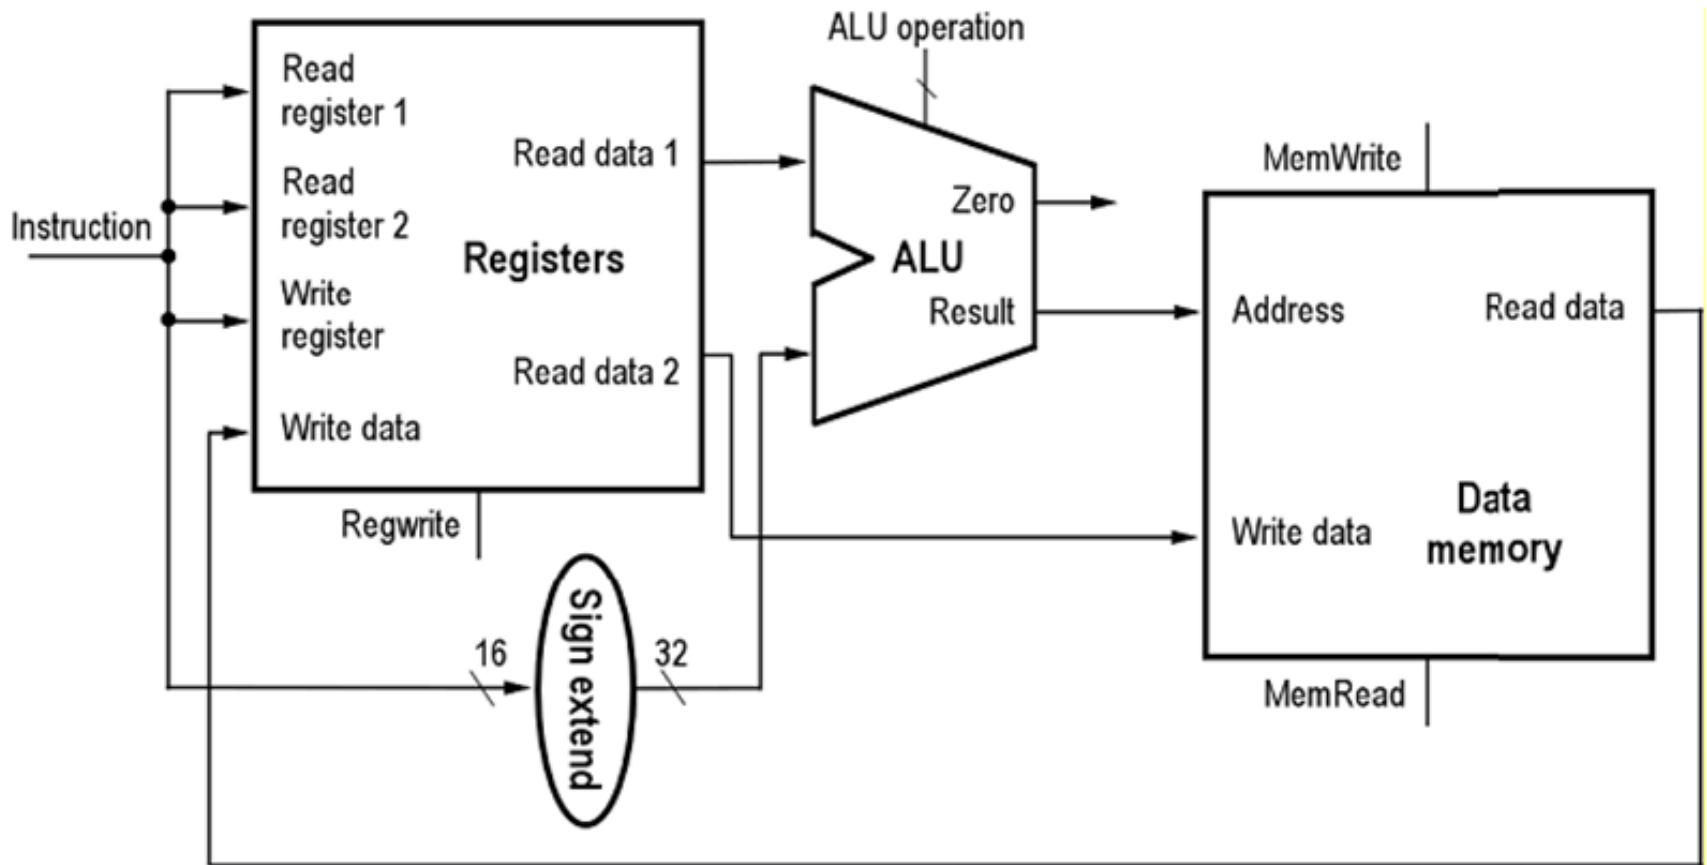 ALU operation
Read
register 1
Read data 1
MemWrite
Read
register 2
Zero
Instruction
Registers
ALU
Write
register
Result
Address
Read data
Read data 2
Write data
Data
memory
Regwrite
Write data
Sign extend
16
32
MemRead